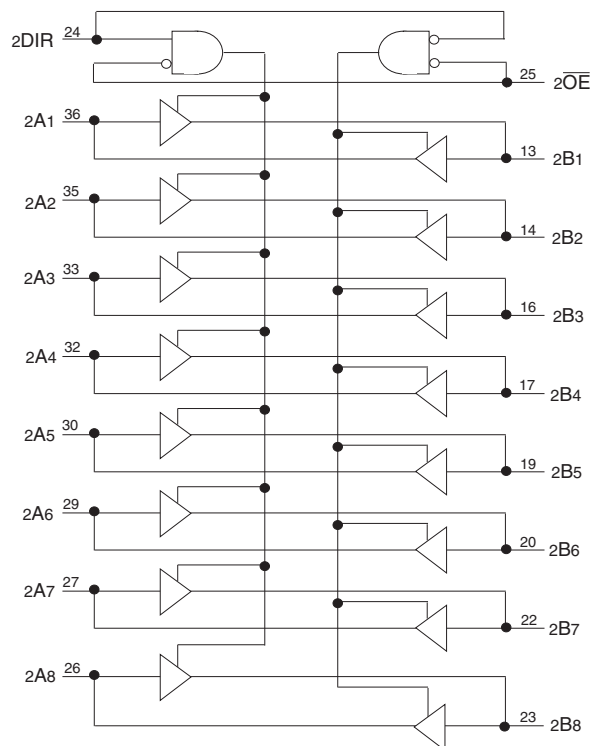 2DIR 24
25 2O̅E̅
2A1 36
13 2B1
2A2 35
14 2B2
2A3 33
16 2B3
2A4 32
17 2B4
2A5 30
19 2B5
2A6 29
20 2B6
2A7 27
22 2B7
2A8 26
23 2B8